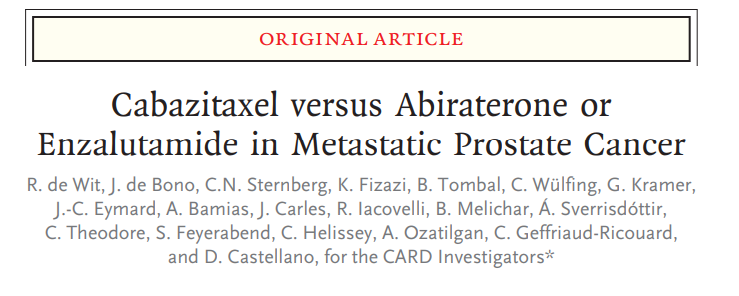 ORIGINAL ARTICLE
Cabazitaxel versus Abiraterone or
Enzalutamide in Metastatic Prostate Cancer
R. de Wit, J. de Bono, C.N. Sternberg, K. Fizazi, B. Tombal, C. Wülfing, G. Kramer,
J.-C. Eymard, A. Bamias, J. Carles, R. Iacovelli, B. Melichar, Á. Sverrisdóttir,
C. Theodore, S. Feyerabend, C. Helissey, A. Ozatilgan, C. Geffriaud-Ricouard,
and D. Castellano, for the CARD Investigators*